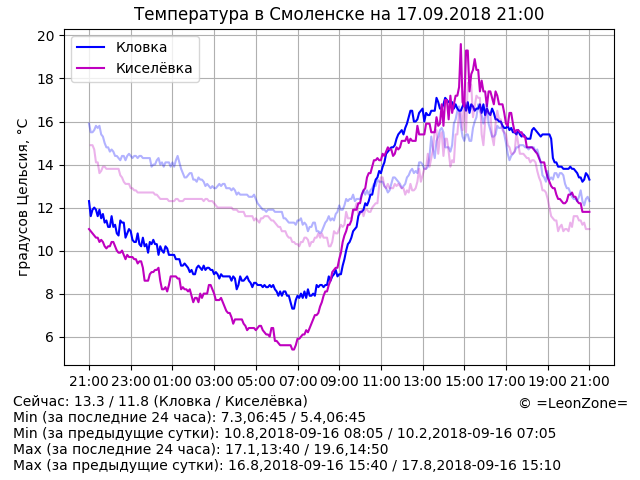 Температура в Смоленске на 17.09.2018 21:00
20
18
16
14
12
10
8
6
градусов Цельсия, °C
Кловка
Киселёвка
21:00 23:00 01:00 03:00 05:00 07:00 09:00 11:00 13:00 15:00 17:00 19:00 21:00
Сейчас: 13.3 / 11.8 (Кловка / Киселёвка)
© =LeonZone=
Min (за последние 24 часа): 7.3,06:45 / 5.4,06:45
Min (за предыдущие сутки): 10.8,2018-09-16 08:05 / 10.2,2018-09-16 07:05
Max (за последние 24 часа): 17.1,13:40 / 19.6,14:50
Max (за предыдущие сутки): 16.8,2018-09-16 15:40 / 17.8,2018-09-16 15:10